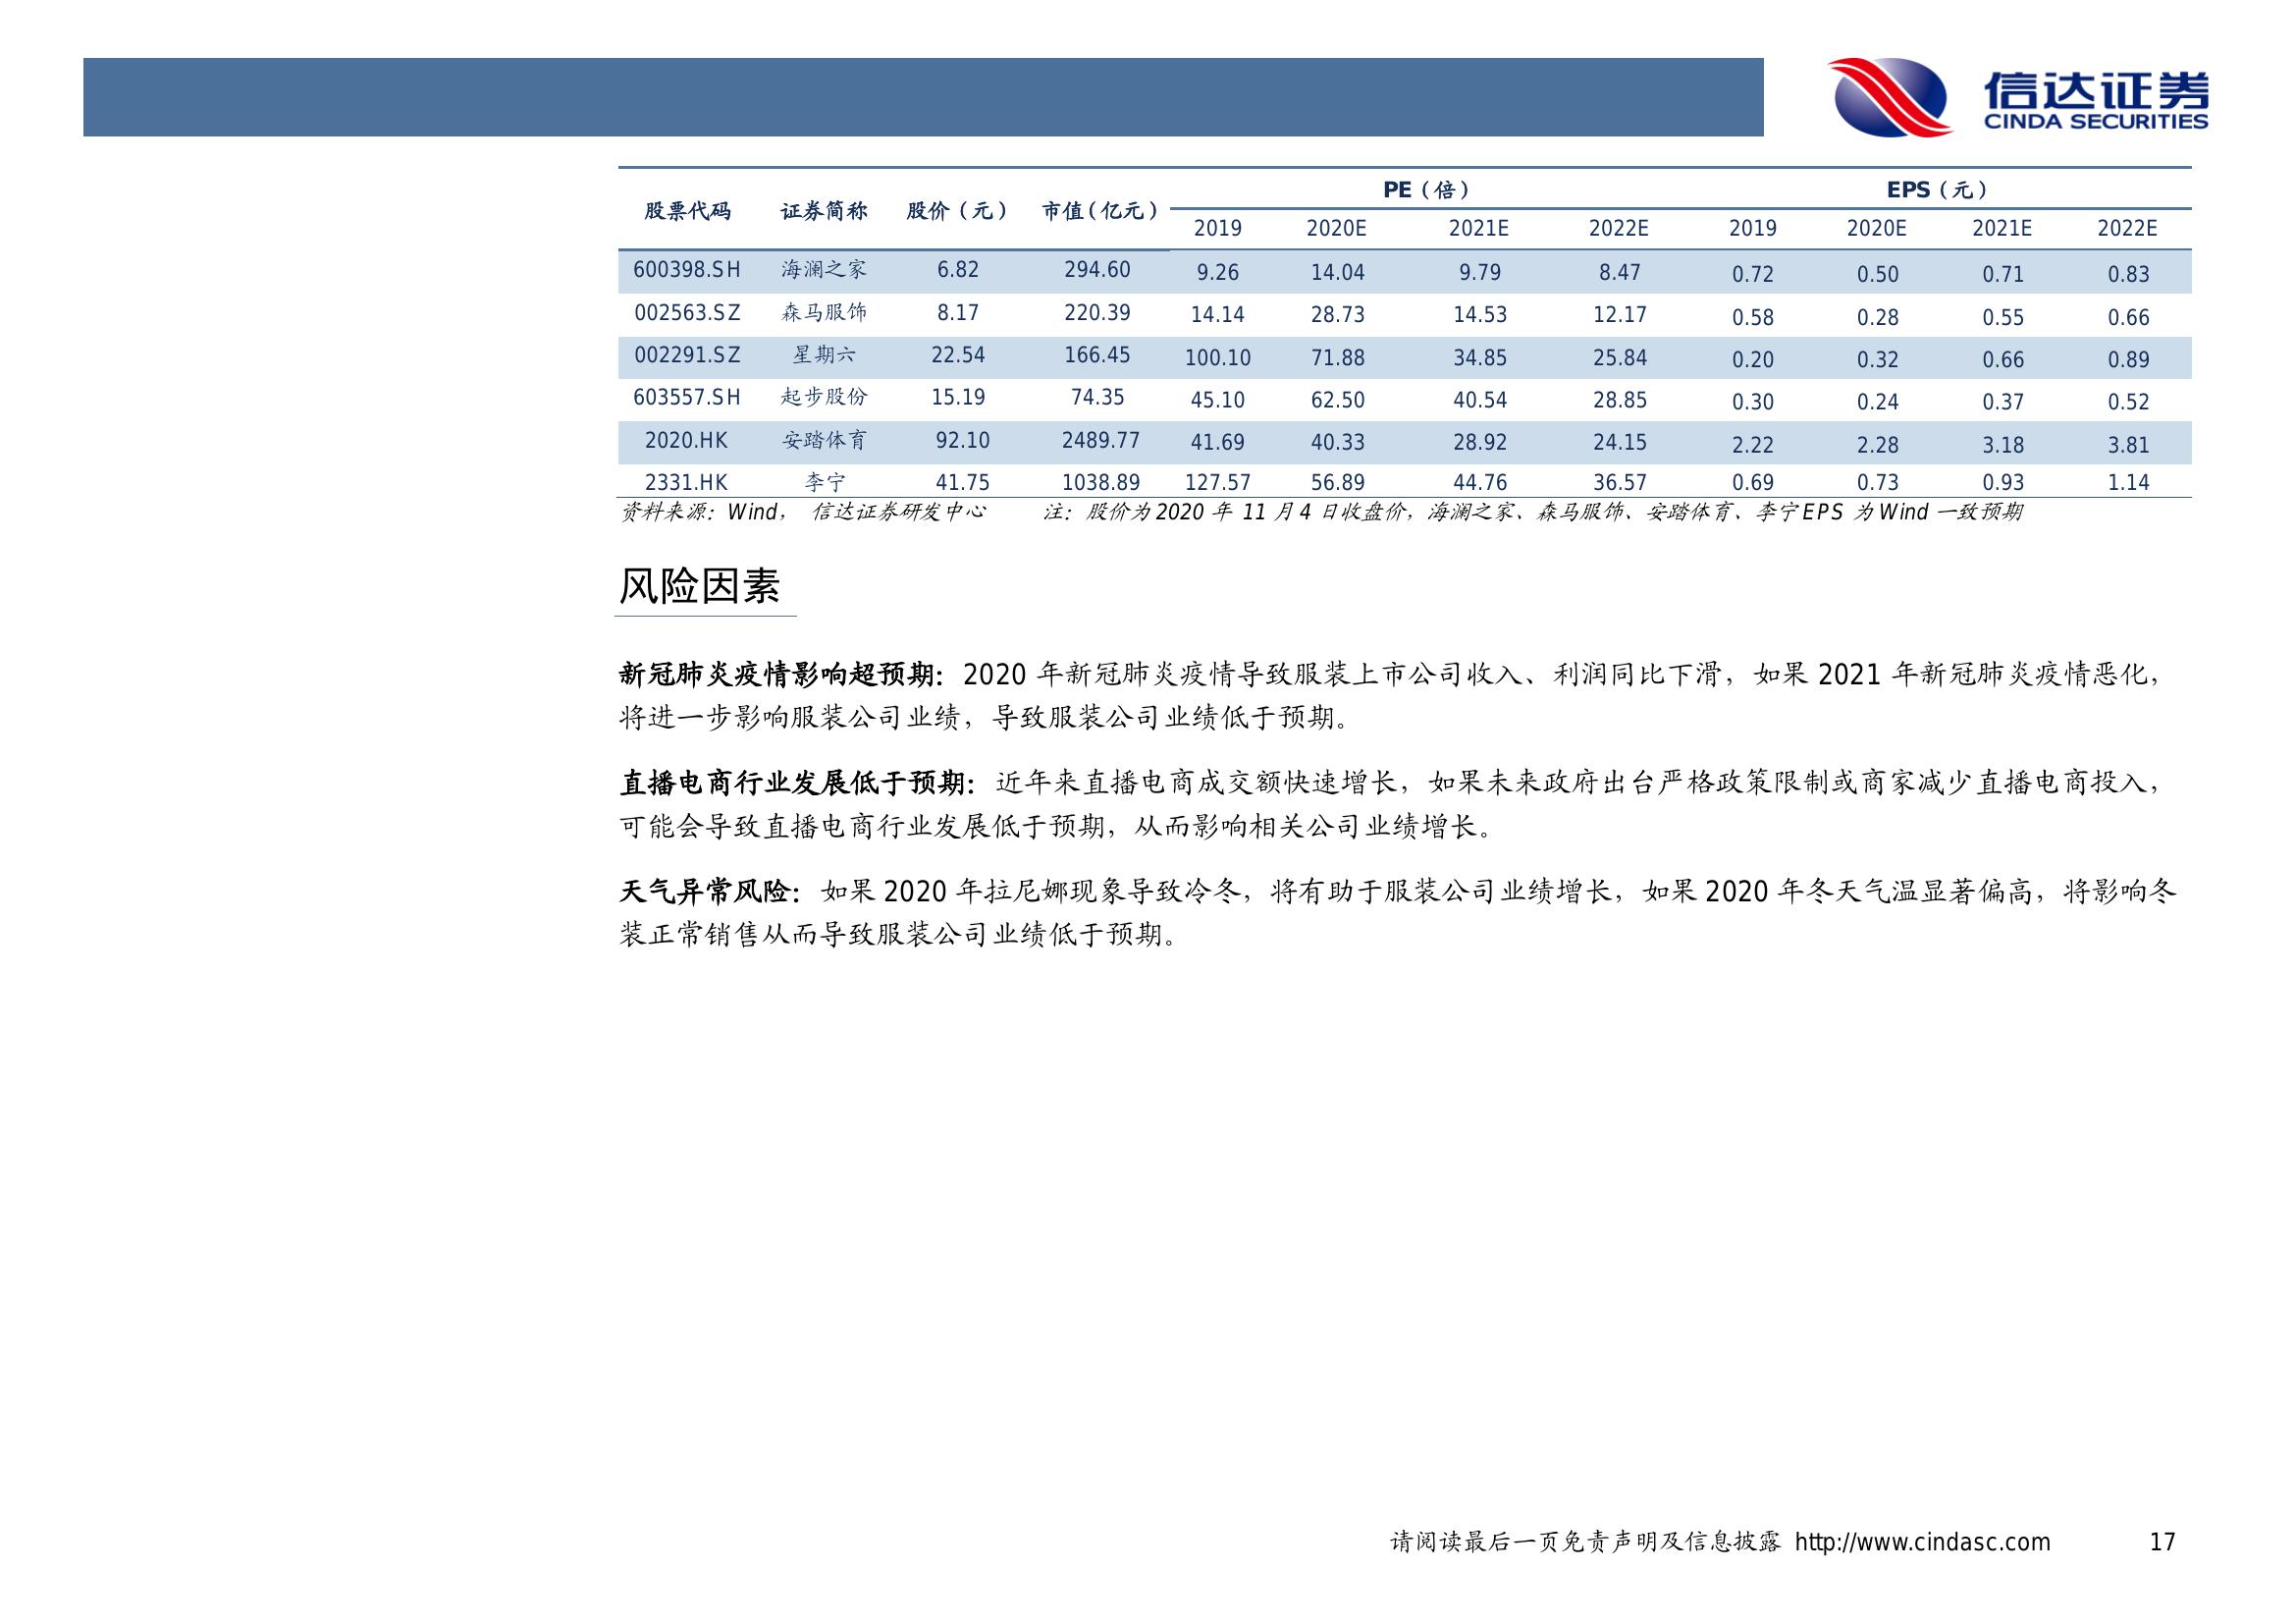 信达证券
CINDA SECURITIES
股票代码 证券简称 股价（元） 市值（亿元） PE（倍） EPS（元）
2019 2020E 2021E 2022E 2019 2020E 2021E 2022E
600398.SH 海澜之家 6.82 294.60 9.26 14.04 9.79 8.47 0.72 0.50 0.71 0.83
002563.SZ 森马服饰 8.17 220.39 14.14 28.73 14.53 12.17 0.58 0.28 0.55 0.66
002291.SZ 星期六 22.54 166.45 100.10 71.88 34.85 25.84 0.20 0.32 0.66 0.89
603557.SH 起步股份 15.19 74.35 45.10 62.50 40.54 28.85 0.30 0.24 0.37 0.52
2020.HK 安踏体育 92.10 2489.77 41.69 40.33 28.92 24.15 2.22 2.28 3.18 3.81
2331.HK 李宁 41.75 1038.89 127.57 56.89 44.76 36.57 0.69 0.73 0.93 1.14
资料来源：Wind， 信达证券研发中心 注：股价为2020 年 11 月 4 日收盘价，海澜之家、森马服饰、安踏体育、李宁EPS 为 Wind 一致预期
风险因素
新冠肺炎疫情影响超预期：2020 年新冠肺炎疫情导致服装上市公司收入、利润同比下滑，如果 2021 年新冠肺炎疫情恶化，
将进一步影响服装公司业绩，导致服装公司业绩低于预期。
直播电商行业发展低于预期：近年来直播电商成交额快速增长，如果未来政府出台严格政策限制或商家减少直播电商投入，
可能会导致直播电商行业发展低于预期，从而影响相关公司业绩增长。
天气异常风险：如果 2020 年拉尼娜现象导致冷冬，将有助于服装公司业绩增长，如果 2020 年冬天气温显著偏高，将影响冬
装正常销售从而导致服装公司业绩低于预期。
请阅读最后一页免责声明及信息披露 http://www.cindasc.com 17